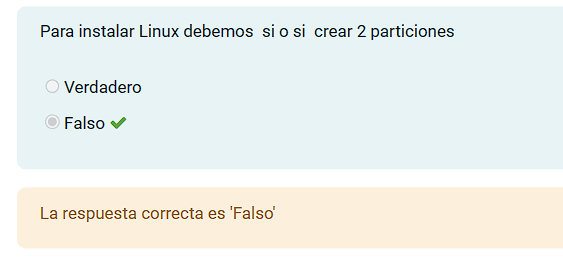 Para instalar Linux debemos  si o si  crear 2 particiones
Verdadero
Falso
La respuesta correcta es 'Falso'